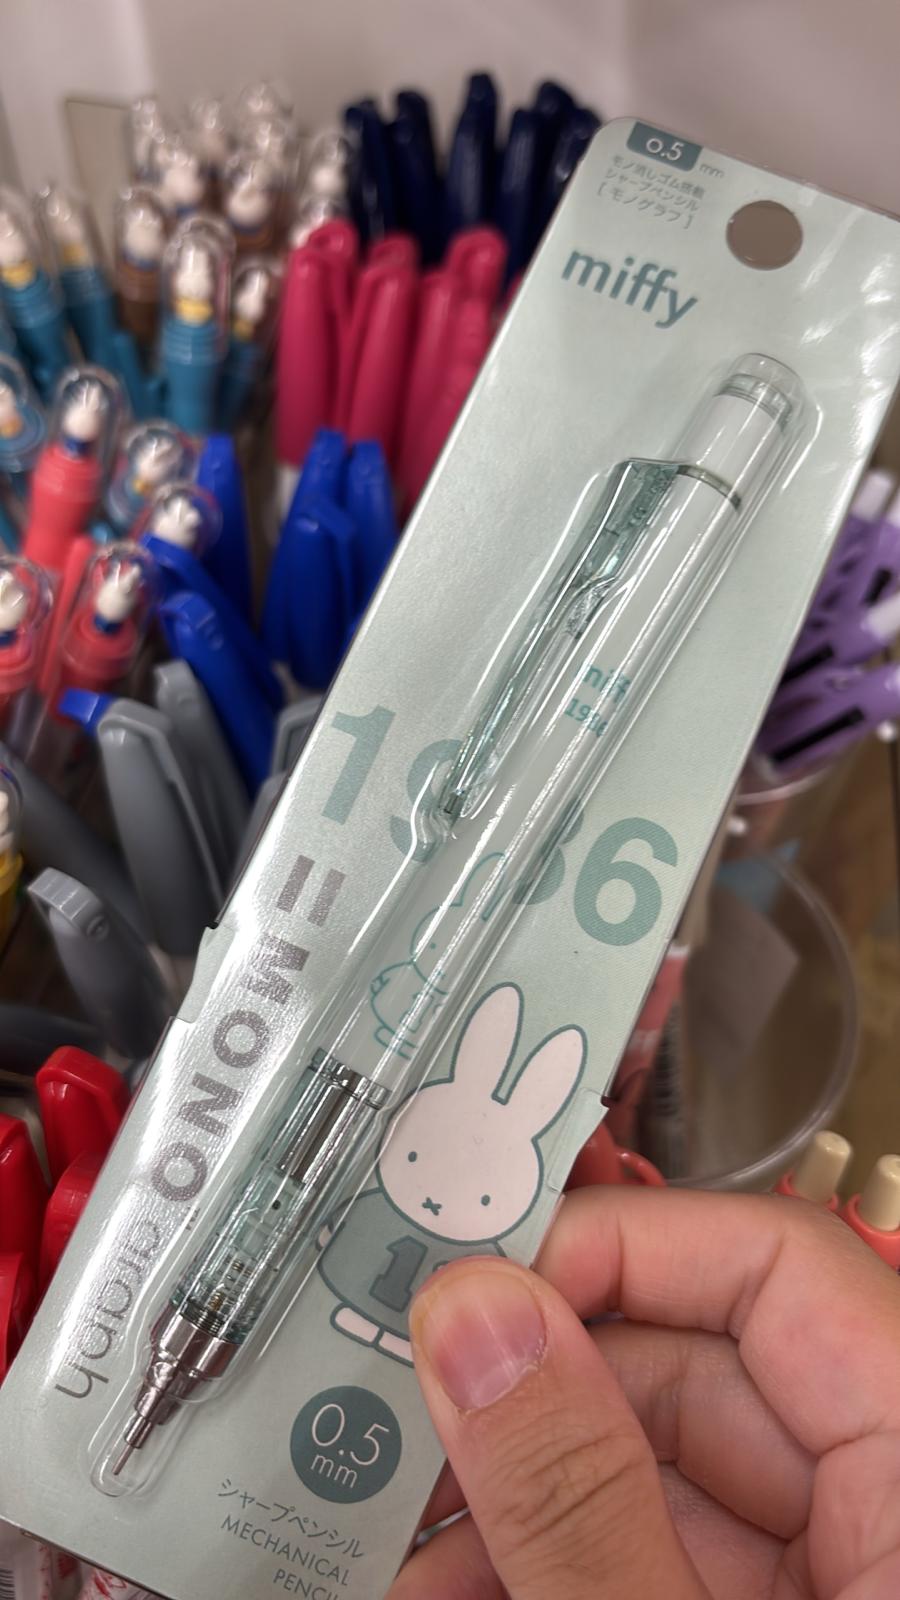 0.5 mm
モノ消しゴム搭載
シャープペンシル
[ モノグラフ ]
miffy
miff
1986
MONO
graph
1
0.5
mm
シャープペンシル
MECHANICAL
PENCIL